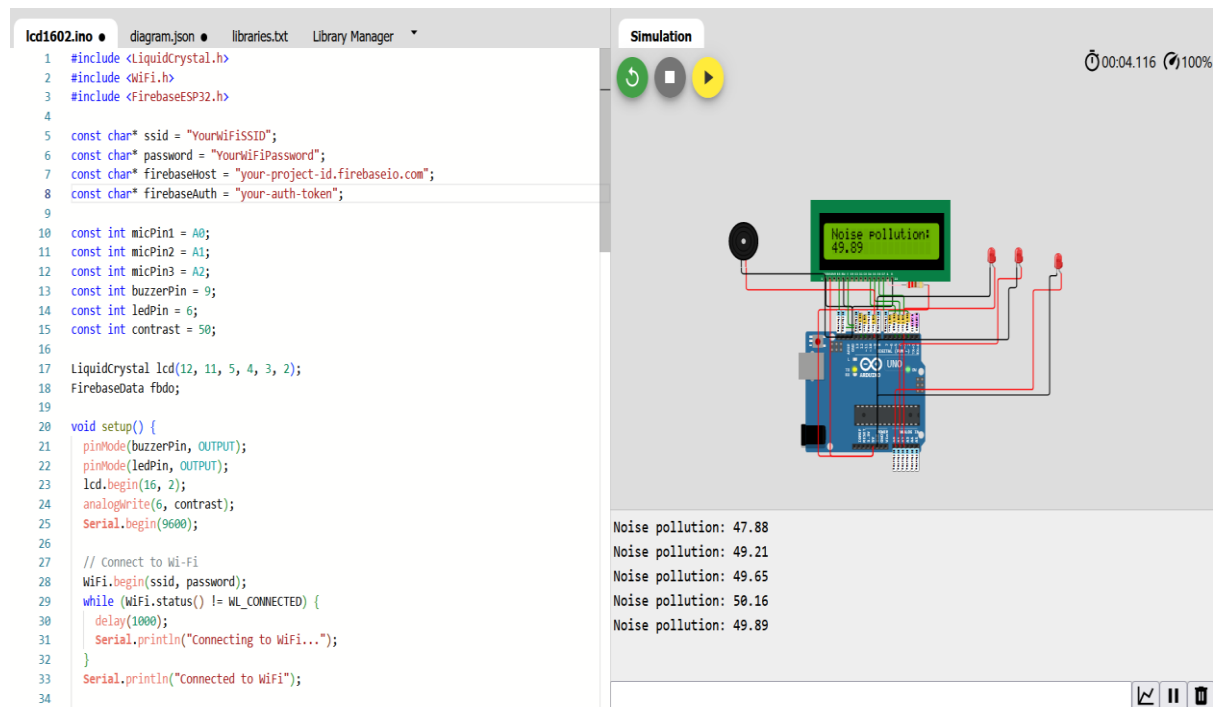 lcd1602.ino ● diagram.json ● libraries.txt Library Manager
1 #include <LiquidCrystal.h>
2 #include <WiFi.h>
3 #include <FirebaseESP32.h>
4
5 const char* ssid = "YourWiFiSSID";
6 const char* password = "YourWiFiPassword";
7 const char* firebaseHost = "your-project-id.firebaseio.com";
8 const char* firebaseAuth = "your-auth-token";
9
10 const int micPin1 = A0;
11 const int micPin2 = A1;
12 const int micPin3 = A2;
13 const int buzzerPin = 9;
14 const int ledPin = 6;
15 const int contrast = 50;
16
17 LiquidCrystal lcd(12, 11, 5, 4, 3, 2);
18 FirebaseData fbdo;
19
20 void setup() {
21 pinMode(buzzerPin, OUTPUT);
22 pinMode(ledPin, OUTPUT);
23 lcd.begin(16, 2);
24 analogWrite(6, contrast);
25 Serial.begin(9600);
26
27 // Connect to Wi-Fi
28 WiFi.begin(ssid, password);
29 while (WiFi.status() != WL_CONNECTED) {
30 delay(1000);
31 Serial.println("Connecting to WiFi...");
32 }
33 Serial.println("Connected to WiFi");
34
Simulation
00:04.116 100%
Noise pollution:
49.89
UNO
ARDUINO
Noise pollution: 47.88
Noise pollution: 49.21
Noise pollution: 49.65
Noise pollution: 50.16
Noise pollution: 49.89